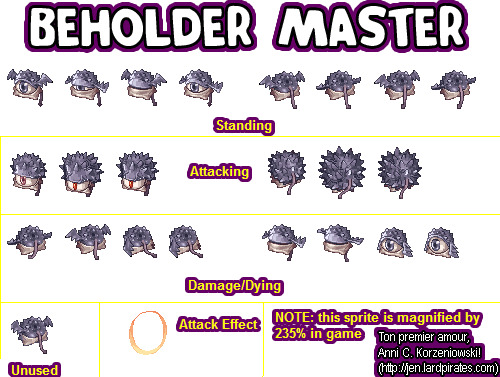 BEHOLDER MASTER
Standing
Attacking
Damage/Dying
Unused
Attack Effect
NOTE: this sprite is magnified by
235% in game
Ton premier amour,
Anni C. Korzeniowski!
(http://jen.lardpirates.com)